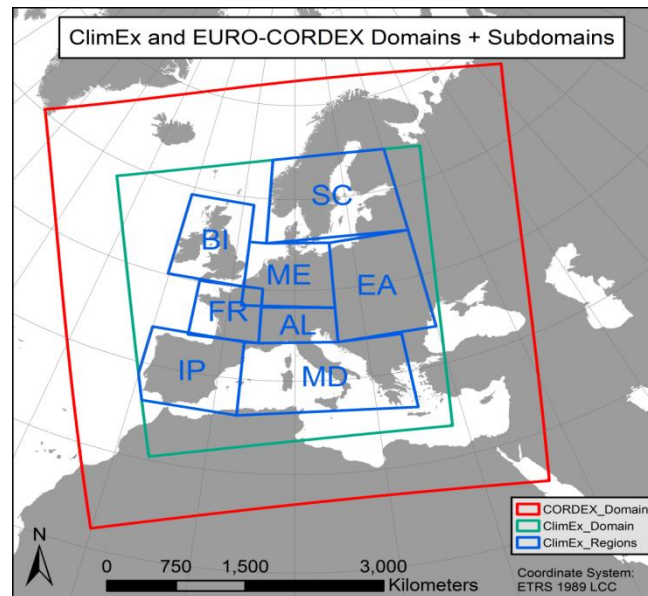 ClimEx and EURO-CORDEX Domains + Subdomains
SC
BI
ME
EA
FR
AL
IP
MD
CORDEX_Domain
ClimEx_Domain
ClimEx_Regions
N
0 750 1,500 3,000
Kilometers
Coordinate System:
ETRS 1989 LCC